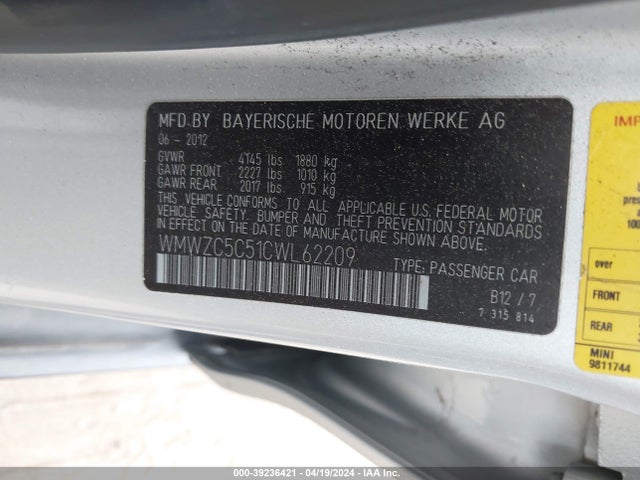 MFD.BY BAYERISCHE MOTOREN WERKE AG
06 - 2012
GVWR 4145 lbs 1880 kg
GAWR FRONT 2227 lbs 1010 kg
GAWR REAR 2017 lbs 915 kg
THIS VEHICLE CONFORMS TO ALL APPLICABLE U.S. FEDERAL MOTOR
VEHICLE SAFETY, BUMPER AND THEFT PREVENTION STANDARDS
IN EFFECT ON THE DATE OF MANUFACTURE SHOWN ABOVE.
WMWZC5C51CWL62209
TYPE: PASSENGER CAR
B12 / 7
7 315 814
over
FRONT
REAR
MINI
9811744
000-39236421 - 04/19/2024 - IAA Inc.